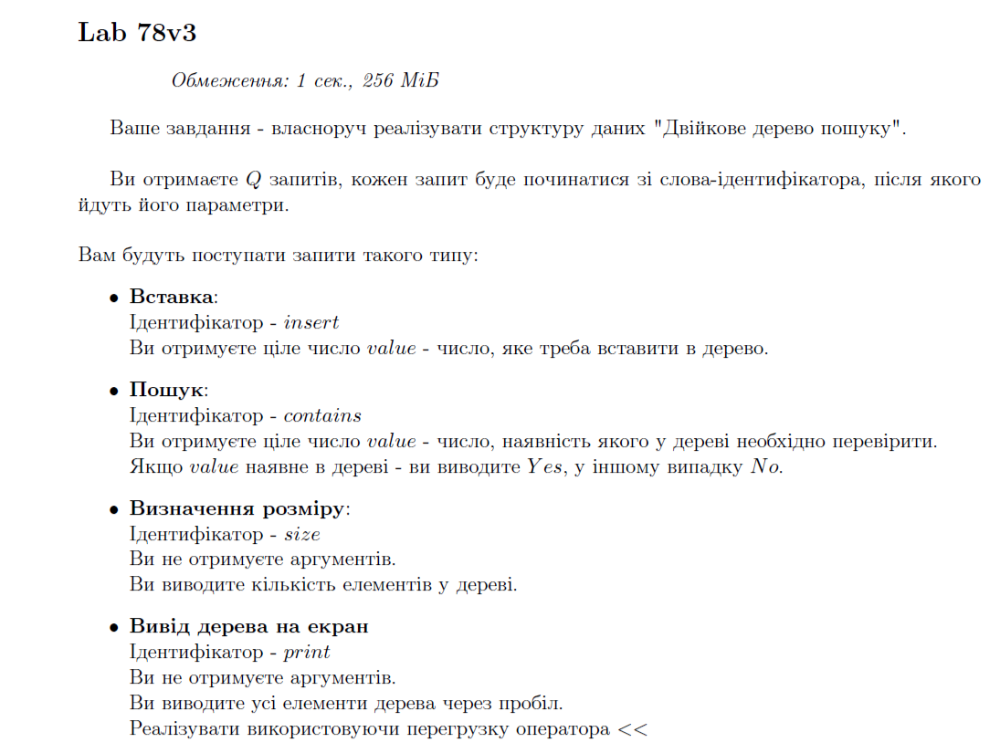 Lab 78v3
Обмеження: 1 сек., 256 МіБ
Ваше завдання - власноруч реалізувати структуру даних "Двійкове дерево пошуку".
Ви отримаєте Q запитів, кожен запит буде починатися зі слова-ідентифікатора, після якого
йдуть його параметри.
Вам будуть поступати запити такого типу:
• Вставка:
Ідентифікатор - insert
Ви отримуєте ціле число value - число, яке треба вставити в дерево.
• Пошук:
Ідентифікатор - contains
Ви отримуєте ціле число value - число, наявність якого у дереві необхідно перевірити.
Якщо value наявне в дереві - ви виводите Yes, у іншому випадку No.
• Визначення розміру:
Ідентифікатор - size
Ви не отримуєте аргументів.
Ви виводите кількість елементів у дереві.
• Вивід дерева на екран
Ідентифікатор - print
Ви не отримуєте аргументів.
Ви виводите усі елементи дерева через пробіл.
Реалізувати використовуючи перегрузку оператора <<